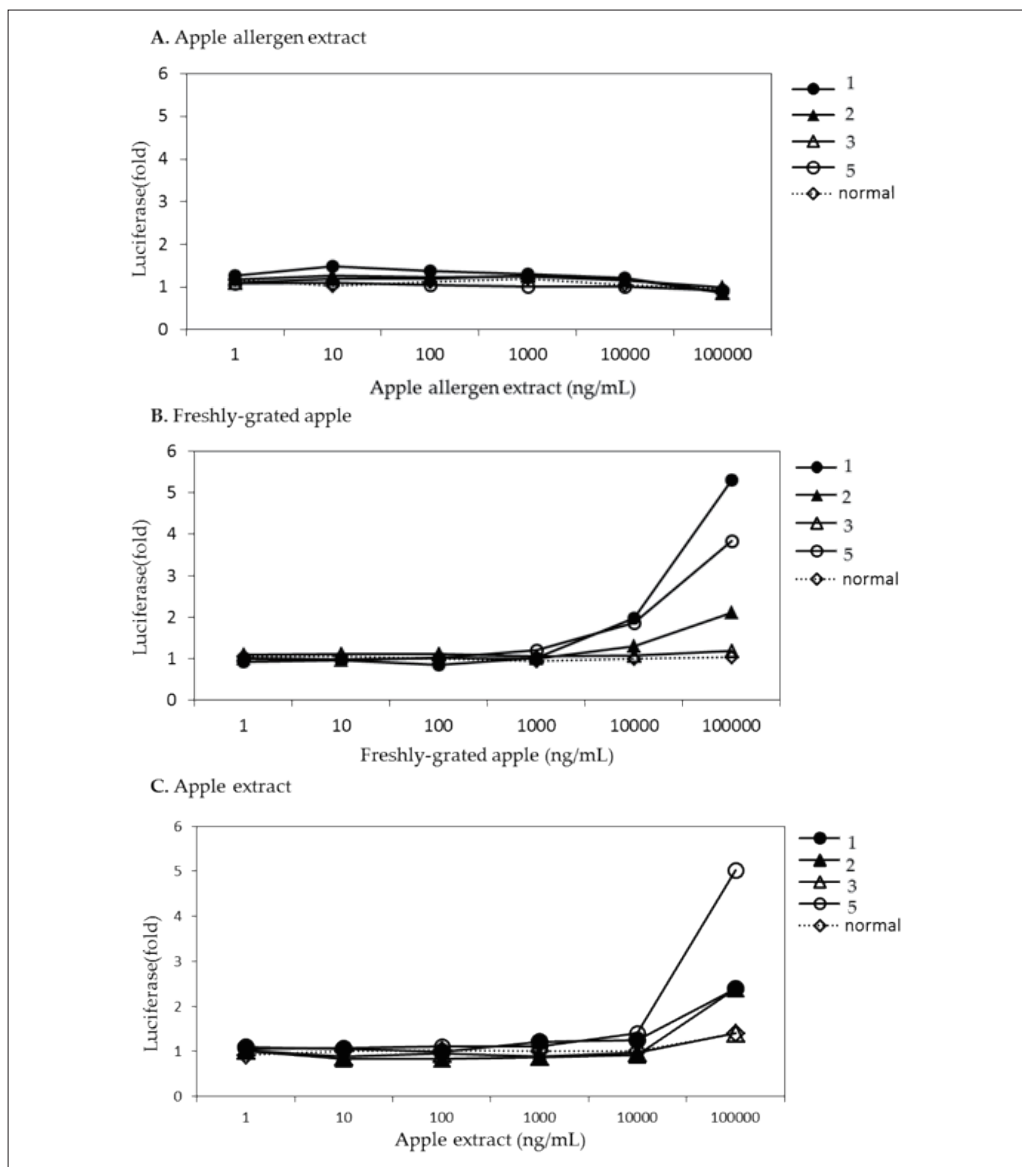 A. Apple allergen extract
6
5
4
3
2
1
0
Luciferase(fold)
1 10 100 1000 10000 100000
Apple allergen extract (ng/mL)
1
2
3
5
normal
B. Freshly-grated apple
6
5
4
3
2
1
0
Luciferase(fold)
1 10 100 1000 10000 100000
Freshly-grated apple (ng/mL)
1
2
3
5
normal
C. Apple extract
6
5
4
3
2
1
0
Luciferase(fold)
1 10 100 1000 10000 100000
Apple extract (ng/mL)
1
2
3
5
normal